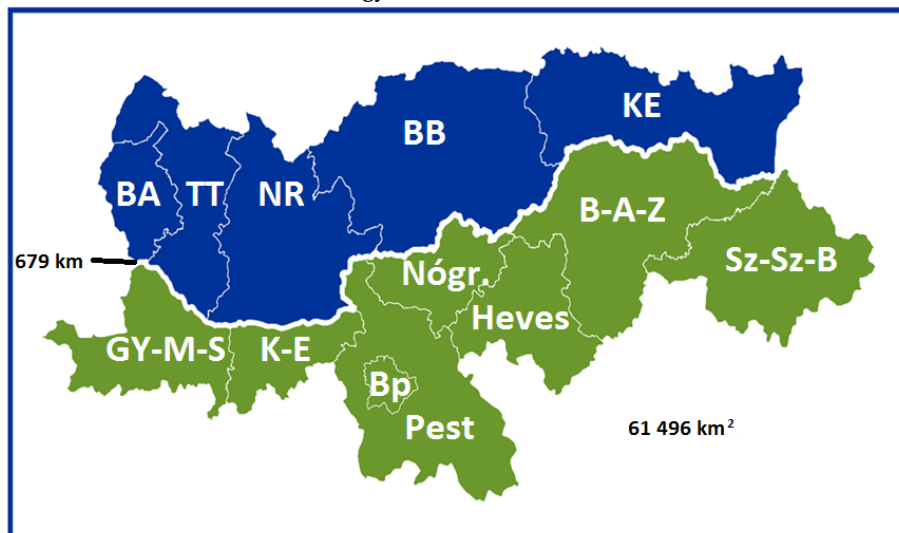 KE
BB
BA
TT
NR
B-A-Z
679 km
Nógr.
Sz-Sz-B
Heves
GY-M-S
K-E
Bp
Pest
61 496 km²